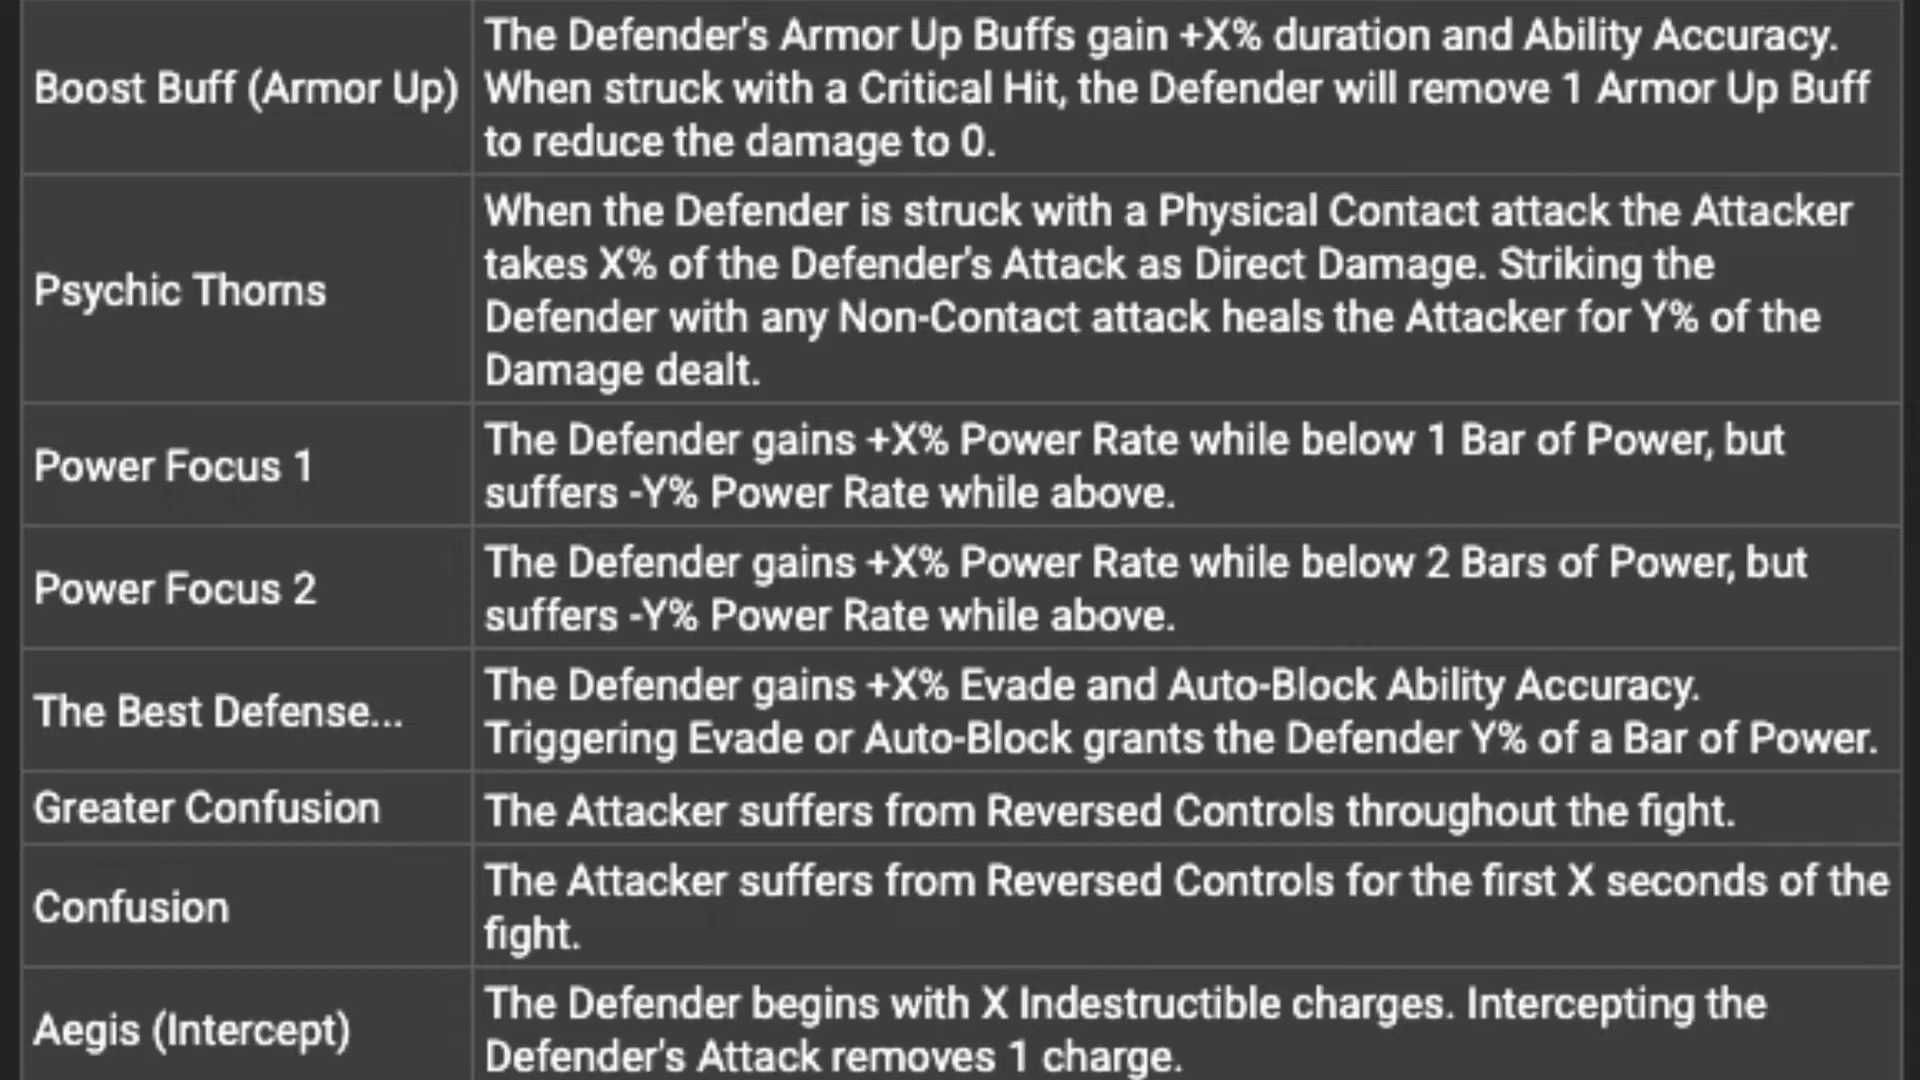 Boost Buff (Armor Up)
The Defender's Armor Up Buffs gain +X% duration and Ability Accuracy.
When struck with a Critical Hit, the Defender will remove 1 Armor Up Buff
to reduce the damage to 0.
Psychic Thorns
When the Defender is struck with a Physical Contact attack the Attacker
takes X% of the Defender's Attack as Direct Damage. Striking the
Defender with any Non-Contact attack heals the Attacker for Y% of the
Damage dealt.
Power Focus 1
The Defender gains +X% Power Rate while below 1 Bar of Power, but
suffers -Y% Power Rate while above.
Power Focus 2
The Defender gains +X% Power Rate while below 2 Bars of Power, but
suffers -Y% Power Rate while above.
The Best Defense...
The Defender gains +X% Evade and Auto-Block Ability Accuracy.
Triggering Evade or Auto-Block grants the Defender Y% of a Bar of Power.
Greater Confusion
The Attacker suffers from Reversed Controls throughout the fight.
Confusion
The Attacker suffers from Reversed Controls for the first X seconds of the
fight.
Aegis (Intercept)
The Defender begins with X Indestructible charges. Intercepting the
Defender's Attack removes 1 charge.